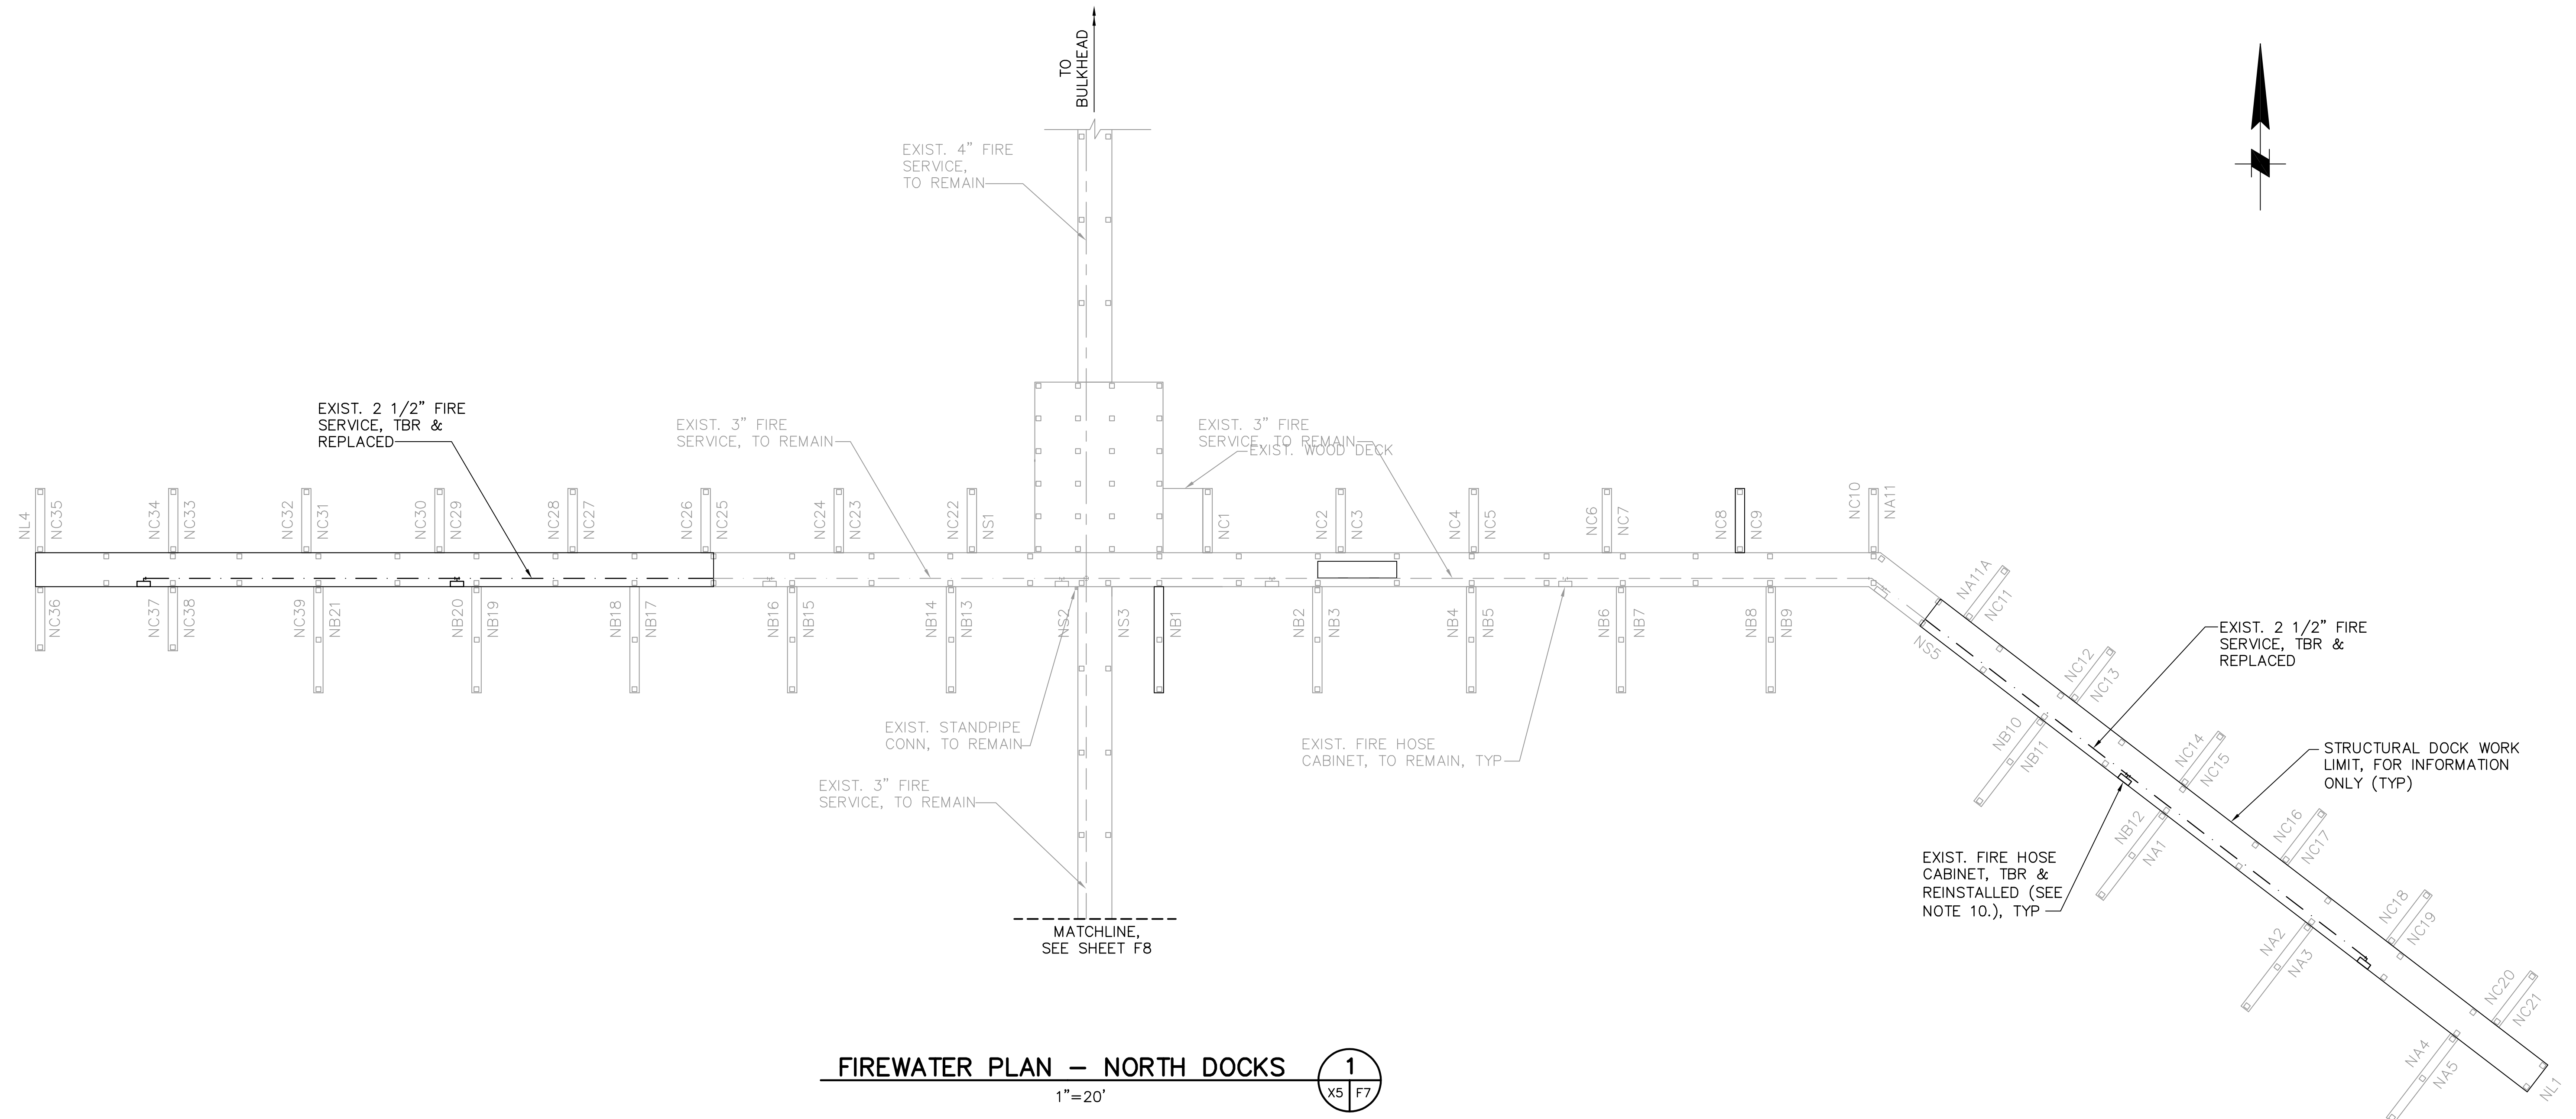 TO
BULKHEAD
EXIST. 4" FIRE
SERVICE,
TO REMAIN
EXIST. 2 1/2" FIRE
SERVICE, TBR &
REPLACED
EXIST. 3" FIRE
SERVICE, TO REMAIN
EXIST. 3" FIRE
SERVICE, TO REMAIN
EXIST. WOOD DECK
NL4
NC35
NC34
NC33
NC32
NC31
NC30
NC29
NC28
NC27
NC26
NC25
NC24
NC23
NC22
NS1
NC1
NC2
NC3
NC4
NC5
NC6
NC7
NC8
NC9
NC10
NA11
NC36
NC37
NC38
NC39
NB21
NB20
NB19
NB18
NB17
NB16
NB15
NB14
NB13
NS2
NS3
NB1
NB2
NB3
NB4
NB5
NB6
NB7
NB8
NB9
NA11A
NC11
NS5
NC12
NC13
NB10
NB11
NC14
NC15
NB12
NA1
NC16
NC17
NA2
NA3
NC18
NC19
NA4
NA5
NC20
NC21
NL1
EXIST. 2 1/2" FIRE
SERVICE, TBR &
REPLACED
STRUCTURAL DOCK WORK
LIMIT, FOR INFORMATION
ONLY (TYP)
EXIST. STANDPIPE
CONN, TO REMAIN
EXIST. FIRE HOSE
CABINET, TO REMAIN, TYP
EXIST. 3" FIRE
SERVICE, TO REMAIN
EXIST. FIRE HOSE
CABINET, TBR &
REINSTALLED (SEE
NOTE 10.), TYP
MATCHLINE,
SEE SHEET F8
FIREWATER PLAN – NORTH DOCKS
1"=20'
1
X5 F7